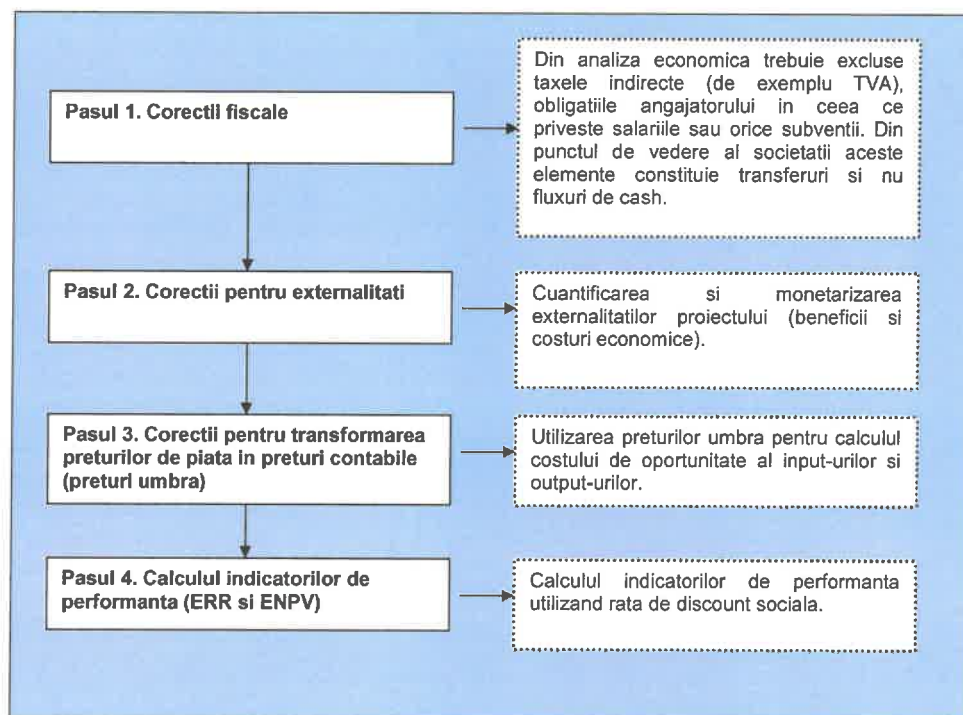 Pasul 1. Corectii fiscale
Din analiza economica trebuie excluse
taxele indirecte (de exemplu TVA),
obligatiile angajatorului in ceea ce
priveste salariile sau orice subventii. Din
punctul de vedere al societatii aceste
elemente constituie transferuri si nu
fluxuri de cash.
Pasul 2. Corectii pentru externalitati
Cuantificarea si monetarizarea
externalitatilor proiectului (beneficii si
costuri economice).
Pasul 3. Corectii pentru transformarea
preturilor de piata in preturi contabile
(preturi umbra)
Utilizarea preturilor umbra pentru calculul
costului de oportunitate al input-urilor si
output-urilor.
Pasul 4. Calculul indicatorilor de
performanta (ERR si ENPV)
Calculul indicatorilor de performanta
utilizand rata de discount sociala.